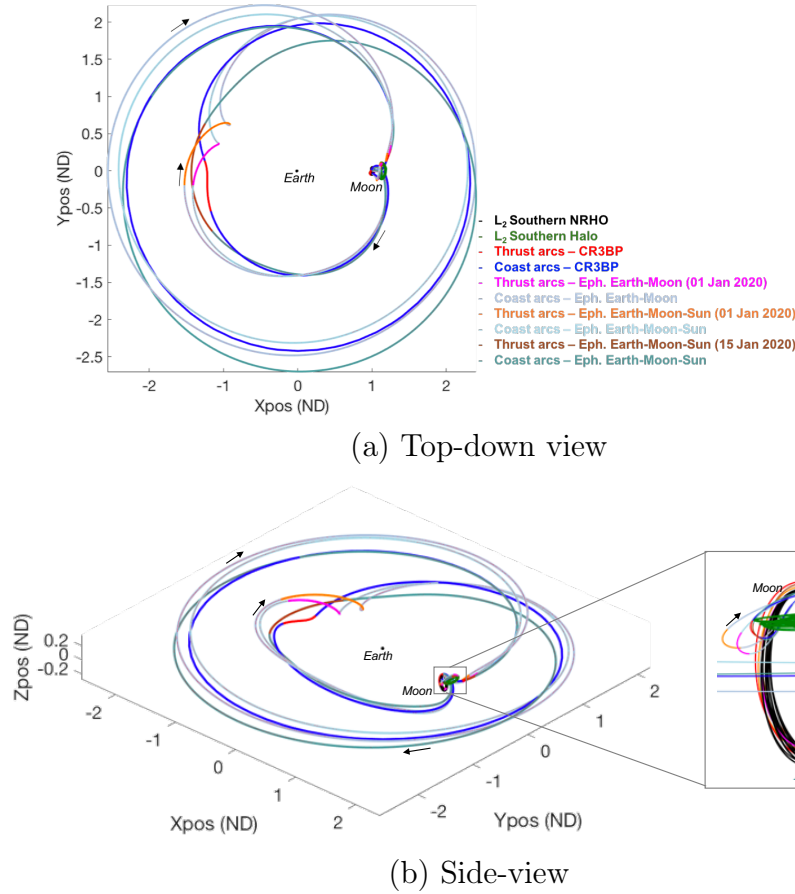 2
1.5
1
0.5
0
-0.5
-1
-1.5
-2
-2.5
Ypos (ND)
Earth
Moon
-2
-1
0
1
2
Xpos (ND)
- L₂ Southern NRHO
- L₂ Southern Halo
- Thrust arcs – CR3BP
- Coast arcs – CR3BP
- Thrust arcs – Eph. Earth-Moon (01 Jan 2020)
- Coast arcs – Eph. Earth-Moon
- Thrust arcs – Eph. Earth-Moon-Sun (01 Jan 2020)
- Coast arcs – Eph. Earth-Moon-Sun
- Thrust arcs – Eph. Earth-Moon-Sun (15 Jan 2020)
- Coast arcs – Eph. Earth-Moon-Sun
(a) Top-down view
Zpos (ND)
0.2
0
-0.2
Earth
Moon
Moon
-2
-1
0
1
2
Xpos (ND)
2
1
0
-1
-2
Ypos (ND)
(b) Side-view